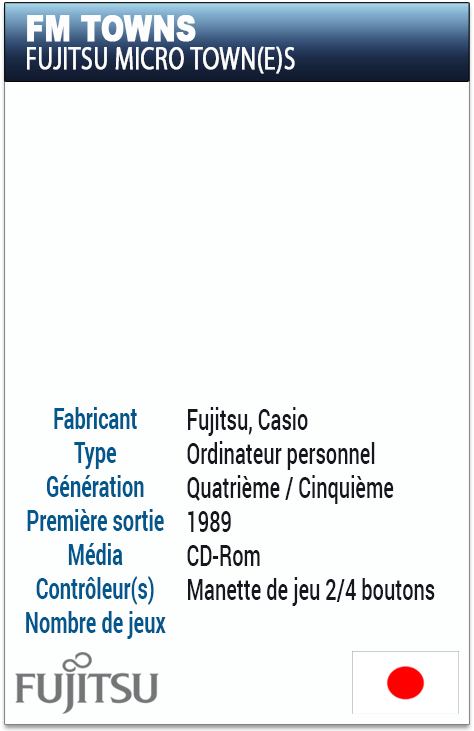 FM TOWNS
FUJITSU MICRO TOWN(E)S
Fabricant Fujitsu, Casio
Type Ordinateur personnel
Génération Quatrième / Cinquième
Première sortie 1989
Média CD-Rom
Contrôleur(s) Manette de jeu 2/4 boutons
Nombre de jeux
FUJITSU